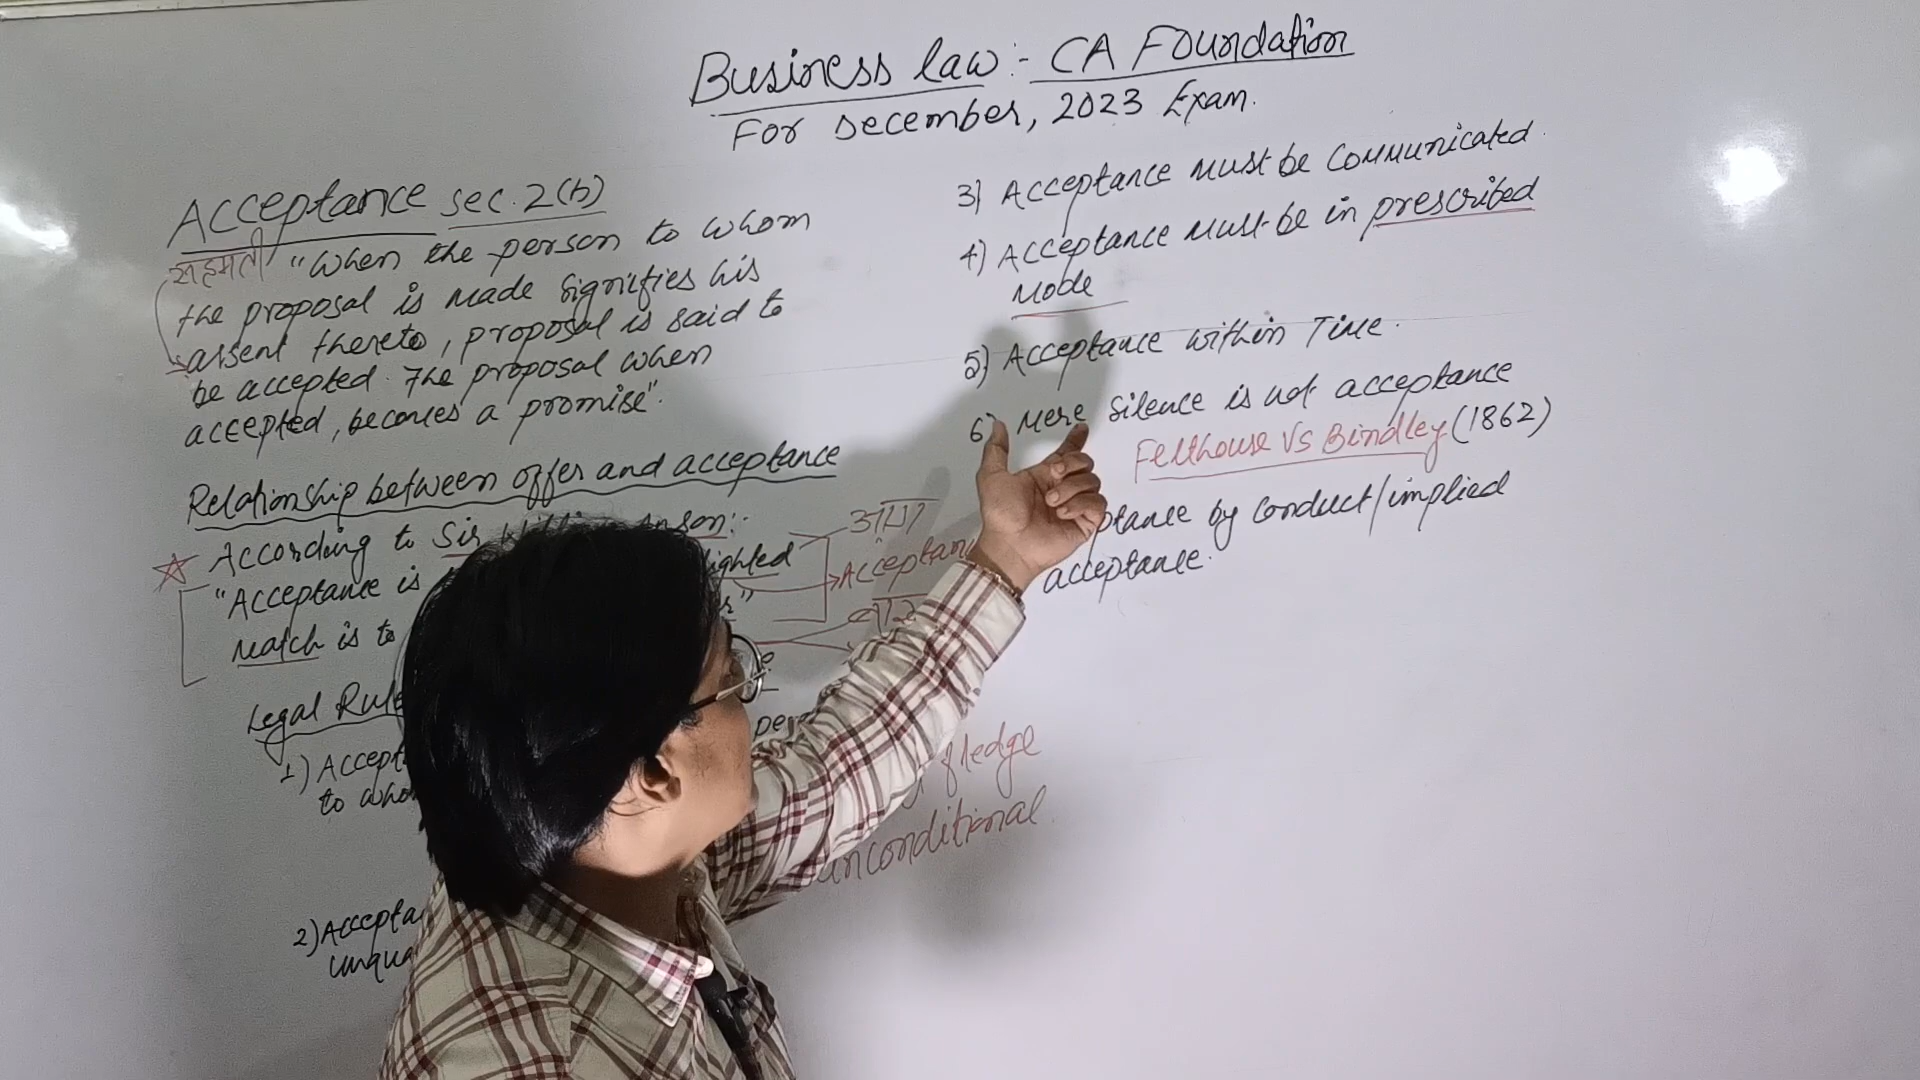 Business law :- CA Foundation
For December, 2023 Exam.
Acceptance sec. 2(b)
सहमती
"When the person to whom
the proposal is made signifies his
assent thereto, proposal is said to
be accepted. The proposal when
accepted, becomes a promise".
Relationship between offer and acceptance
According to Sir
"Acceptance is
match is to
Acceptan
Legal Rule
1) Accept
to who
2) Accepta
unqua
unconditional.
3) Acceptance must be communicated.
4) Acceptance must be in prescribed
Mode
5) Acceptance within Time.
6) Mere silence is not acceptance
Felthouse Vs Bindley (1862)
ptance by conduct/implied
acceptance.